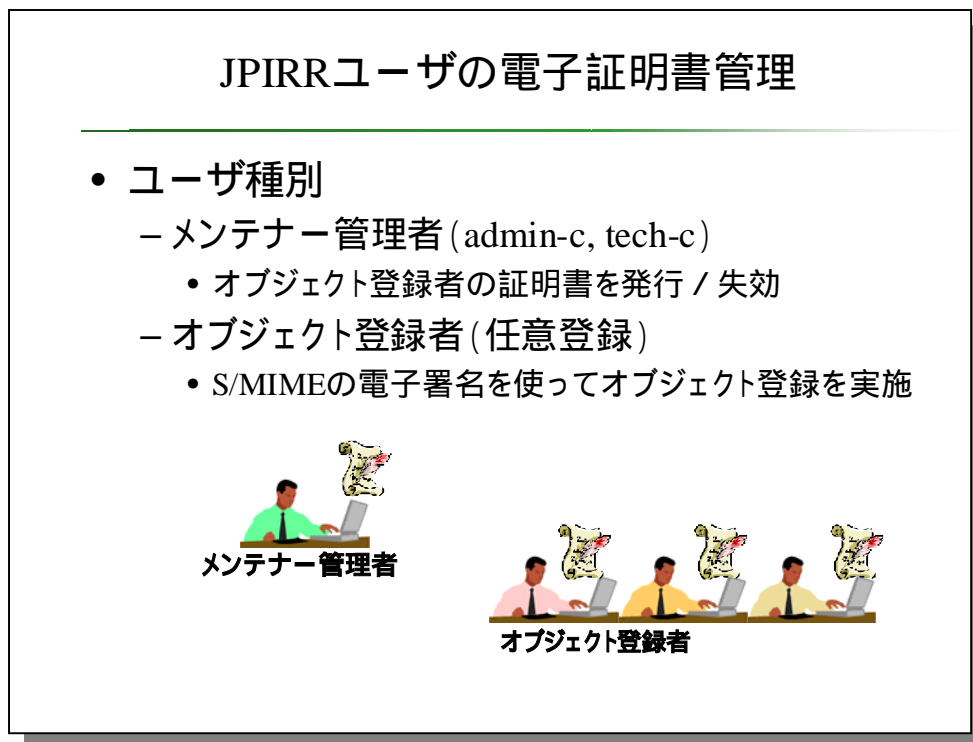 JPIRRユーザの電子証明書管理
• ユーザ種別
– メンテナー管理者(admin-c, tech-c)
• オブジェクト登録者の証明書を発行/失効
– オブジェクト登録者(任意登録)
• S/MIMEの電子署名を使ってオブジェクト登録を実施
メンテナー管理者
オブジェクト登録者